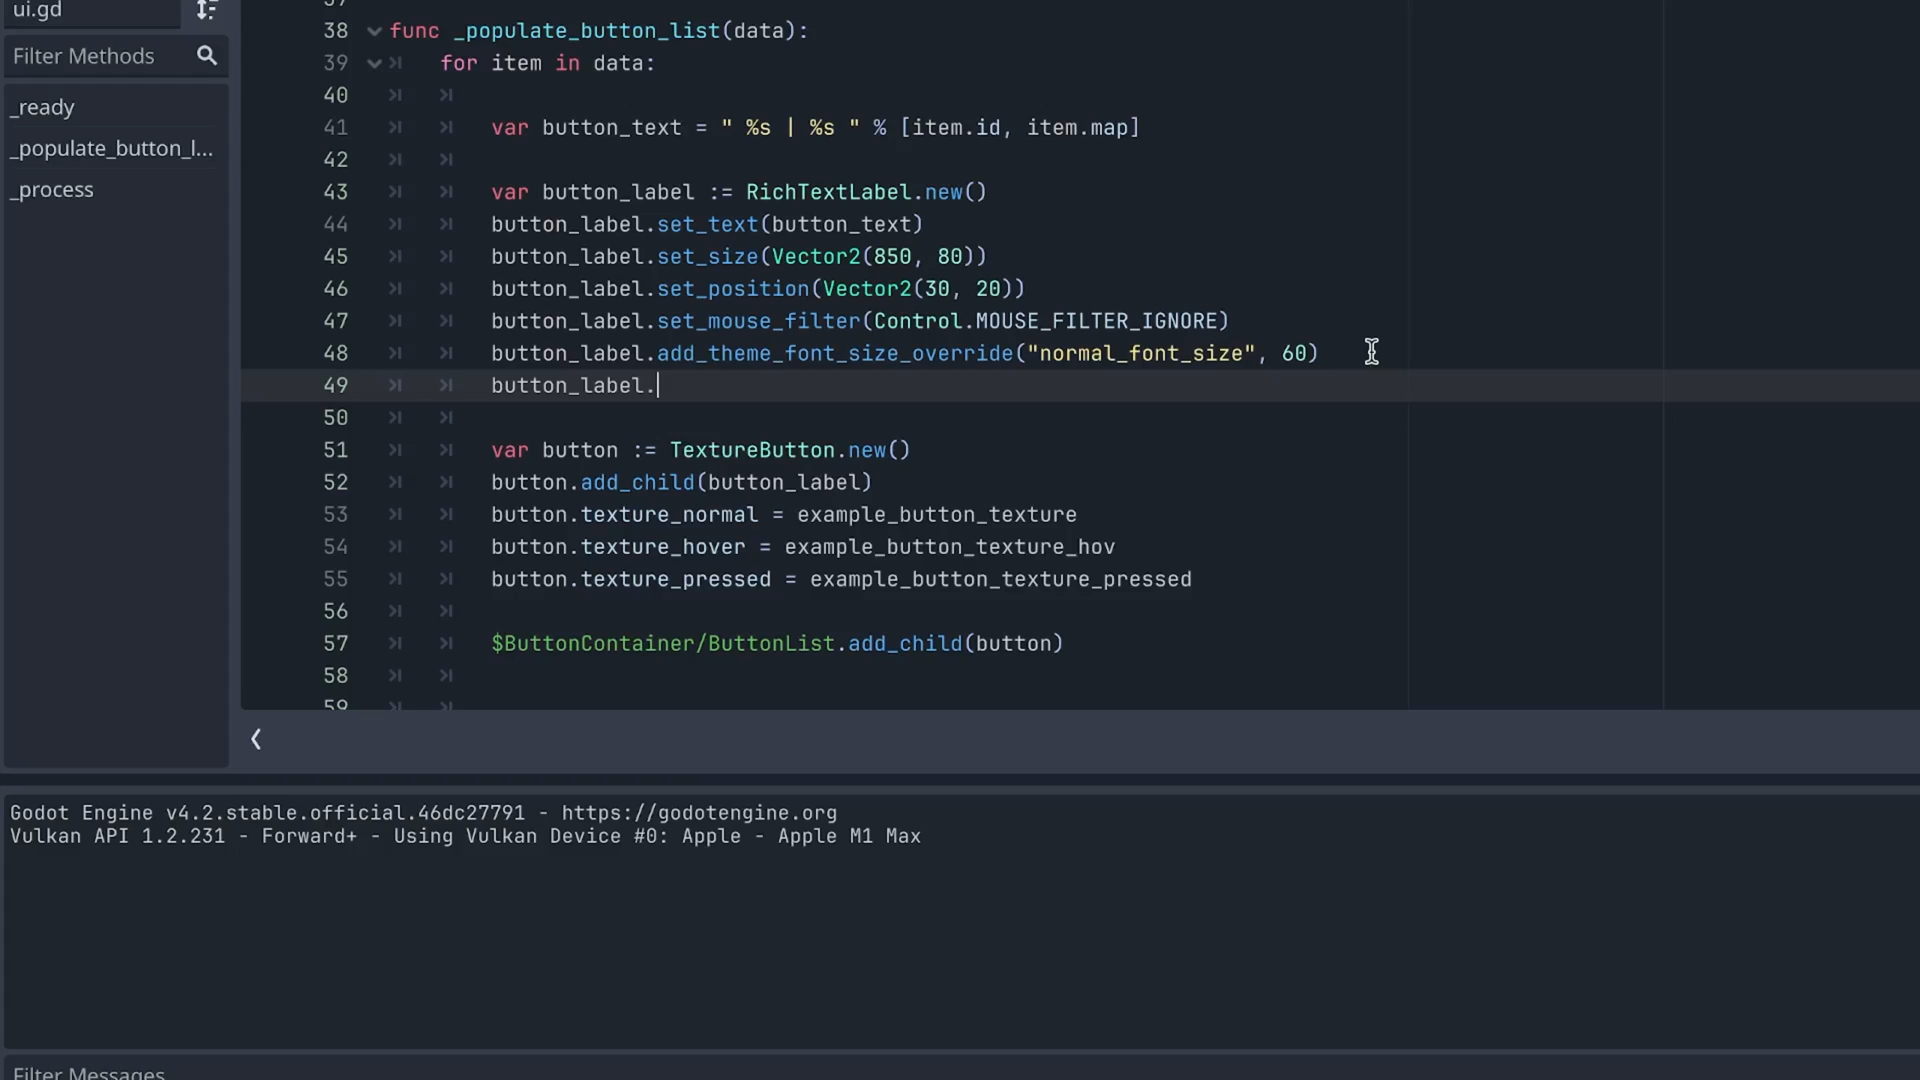 ui.gd
Filter Methods
_ready
_populate_button_l...
_process
38 func _populate_button_list(data):
39 for item in data:
40
41 var button_text = " %s | %s " % [item.id, item.map]
42
43 var button_label := RichTextLabel.new()
44 button_label.set_text(button_text)
45 button_label.set_size(Vector2(850, 80))
46 button_label.set_position(Vector2(30, 20))
47 button_label.set_mouse_filter(Control.MOUSE_FILTER_IGNORE)
48 button_label.add_theme_font_size_override("normal_font_size", 60)
49 button_label.
50
51 var button := TextureButton.new()
52 button.add_child(button_label)
53 button.texture_normal = example_button_texture
54 button.texture_hover = example_button_texture_hov
55 button.texture_pressed = example_button_texture_pressed
56
57 $ButtonContainer/ButtonList.add_child(button)
58
59
Godot Engine v4.2.stable.official.46dc27791 - https://godotengine.org
Vulkan API 1.2.231 - Forward+ - Using Vulkan Device #0: Apple - Apple M1 Max
Filter Messages